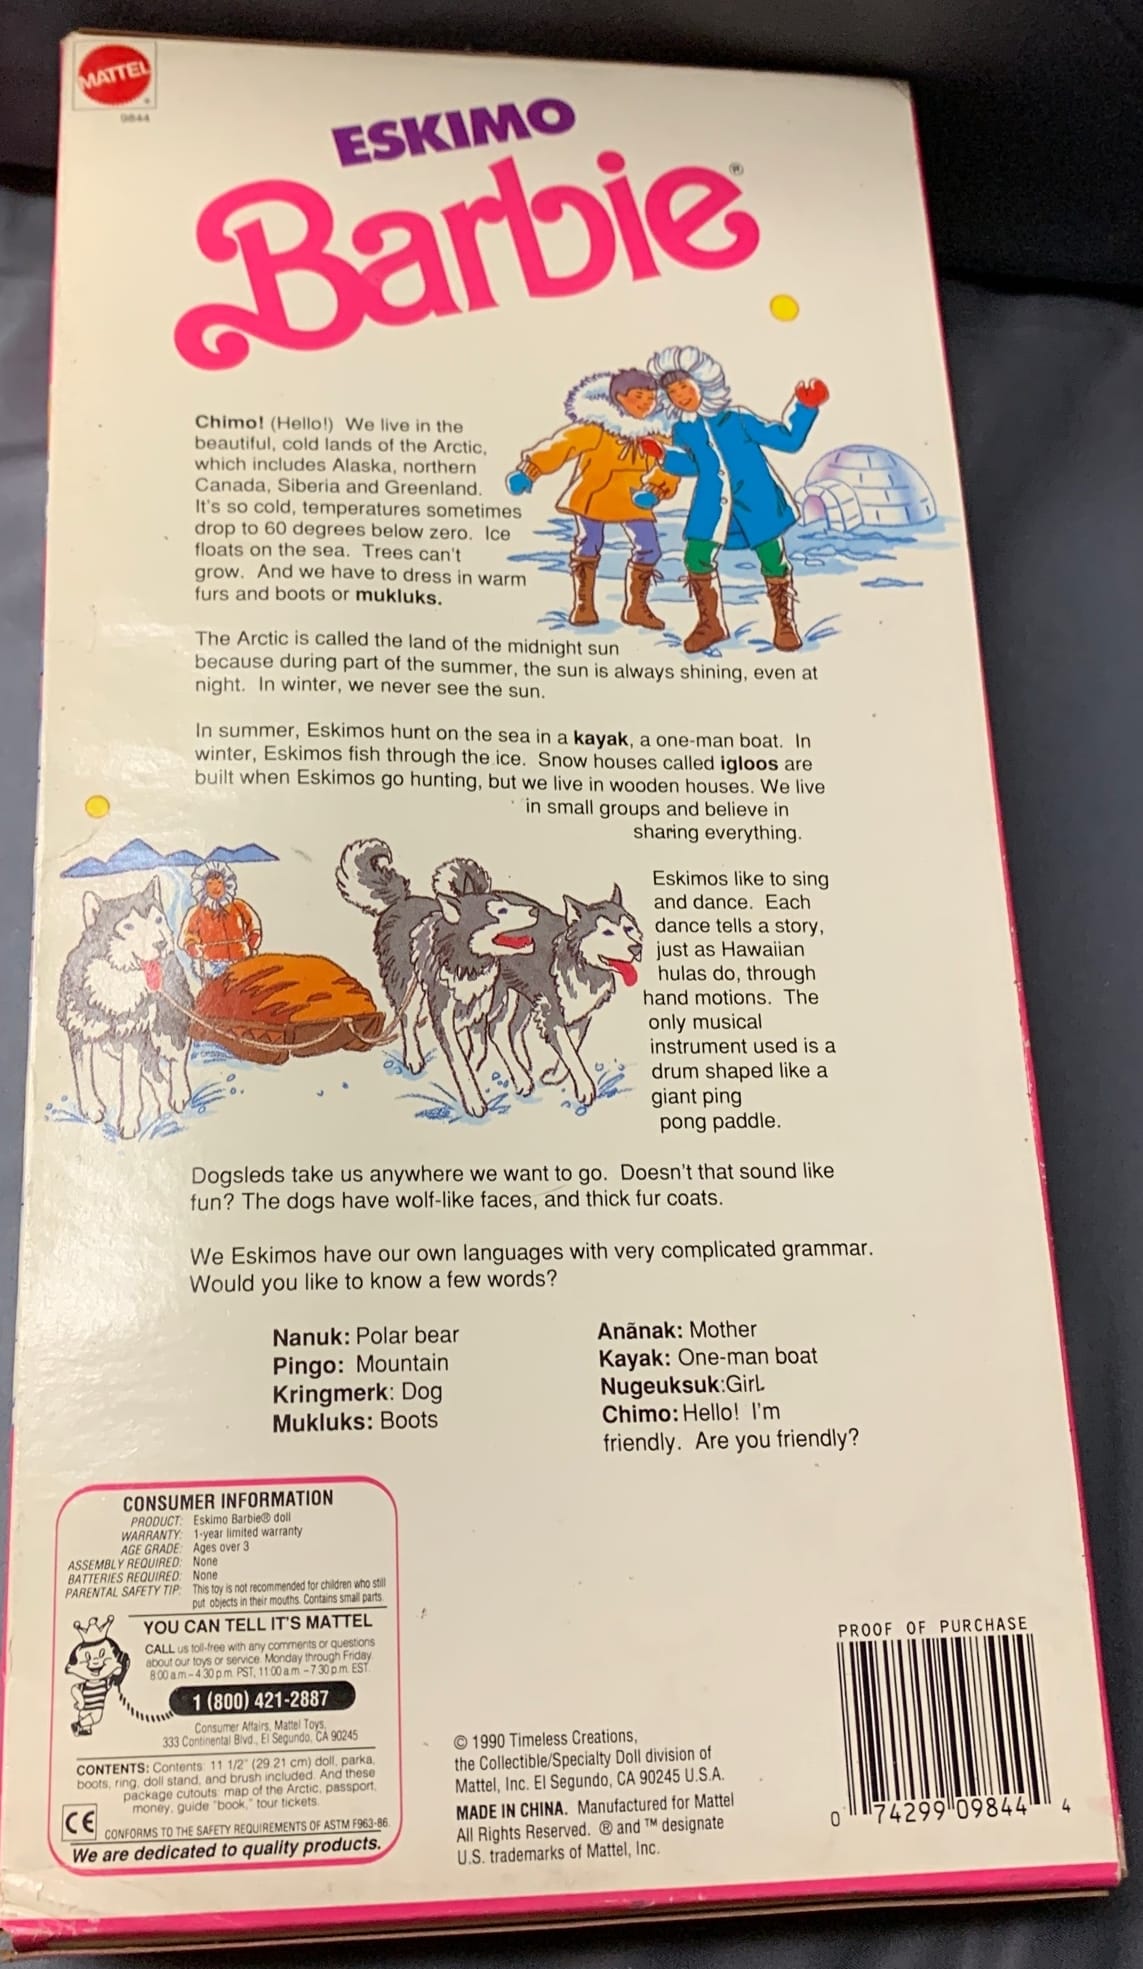 MATTEL
9844
ESKIMO
Barbie®
Chimo! (Hello!) We live in the
beautiful, cold lands of the Arctic,
which includes Alaska, northern
Canada, Siberia and Greenland.
It's so cold, temperatures sometimes
drop to 60 degrees below zero. Ice
floats on the sea. Trees can't
grow. And we have to dress in warm
furs and boots or mukluks.
The Arctic is called the land of the midnight sun
because during part of the summer, the sun is always shining, even at
night. In winter, we never see the sun.
In summer, Eskimos hunt on the sea in a kayak, a one-man boat. In
winter, Eskimos fish through the ice. Snow houses called igloos are
built when Eskimos go hunting, but we live in wooden houses. We live
in small groups and believe in
sharing everything.
Eskimos like to sing
and dance. Each
dance tells a story,
just as Hawaiian
hulas do, through
hand motions. The
only musical
instrument used is a
drum shaped like a
giant ping
pong paddle.
Dogsleds take us anywhere we want to go. Doesn't that sound like
fun? The dogs have wolf-like faces, and thick fur coats.
We Eskimos have our own languages with very complicated grammar.
Would you like to know a few words?
Nanuk: Polar bear
Pingo: Mountain
Kringmerk: Dog
Mukluks: Boots
Anãnak: Mother
Kayak: One-man boat
Nugeuksuk:Girl.
Chimo: Hello! I'm
friendly. Are you friendly?
CONSUMER INFORMATION
PRODUCT: Eskimo Barbie® doll
WARRANTY: 1-year limited warranty
AGE GRADE: Ages over 3
ASSEMBLY REQUIRED: None
BATTERIES REQUIRED: None
PARENTAL SAFETY TIP: This toy is not recommended for children who still
put objects in their mouths. Contains small parts.
YOU CAN TELL IT'S MATTEL
CALL us toll-free with any comments or questions
about our toys or service. Monday through Friday.
8:00 a.m.-4:30 p.m. PST, 11:00 a.m.-7:30 p.m. EST.
1 (800) 421-2887
Consumer Affairs, Mattel Toys,
333 Continental Blvd., El Segundo, CA 90245
CONTENTS: Contents: 11 1/2" (29.21 cm) doll, parka,
boots, ring, doll stand, and brush included. And these
package cutouts: map of the Arctic, passport,
money, guide "book," tour tickets.
CE CONFORMS TO THE SAFETY REQUIREMENTS OF ASTM F963-86.
We are dedicated to quality products.
© 1990 Timeless Creations,
the Collectible/Specialty Doll division of
Mattel, Inc. El Segundo, CA 90245 U.S.A.
MADE IN CHINA. Manufactured for Mattel
All Rights Reserved. ® and ™ designate
U.S. trademarks of Mattel, Inc.
PROOF OF PURCHASE
0 74299 09844 4